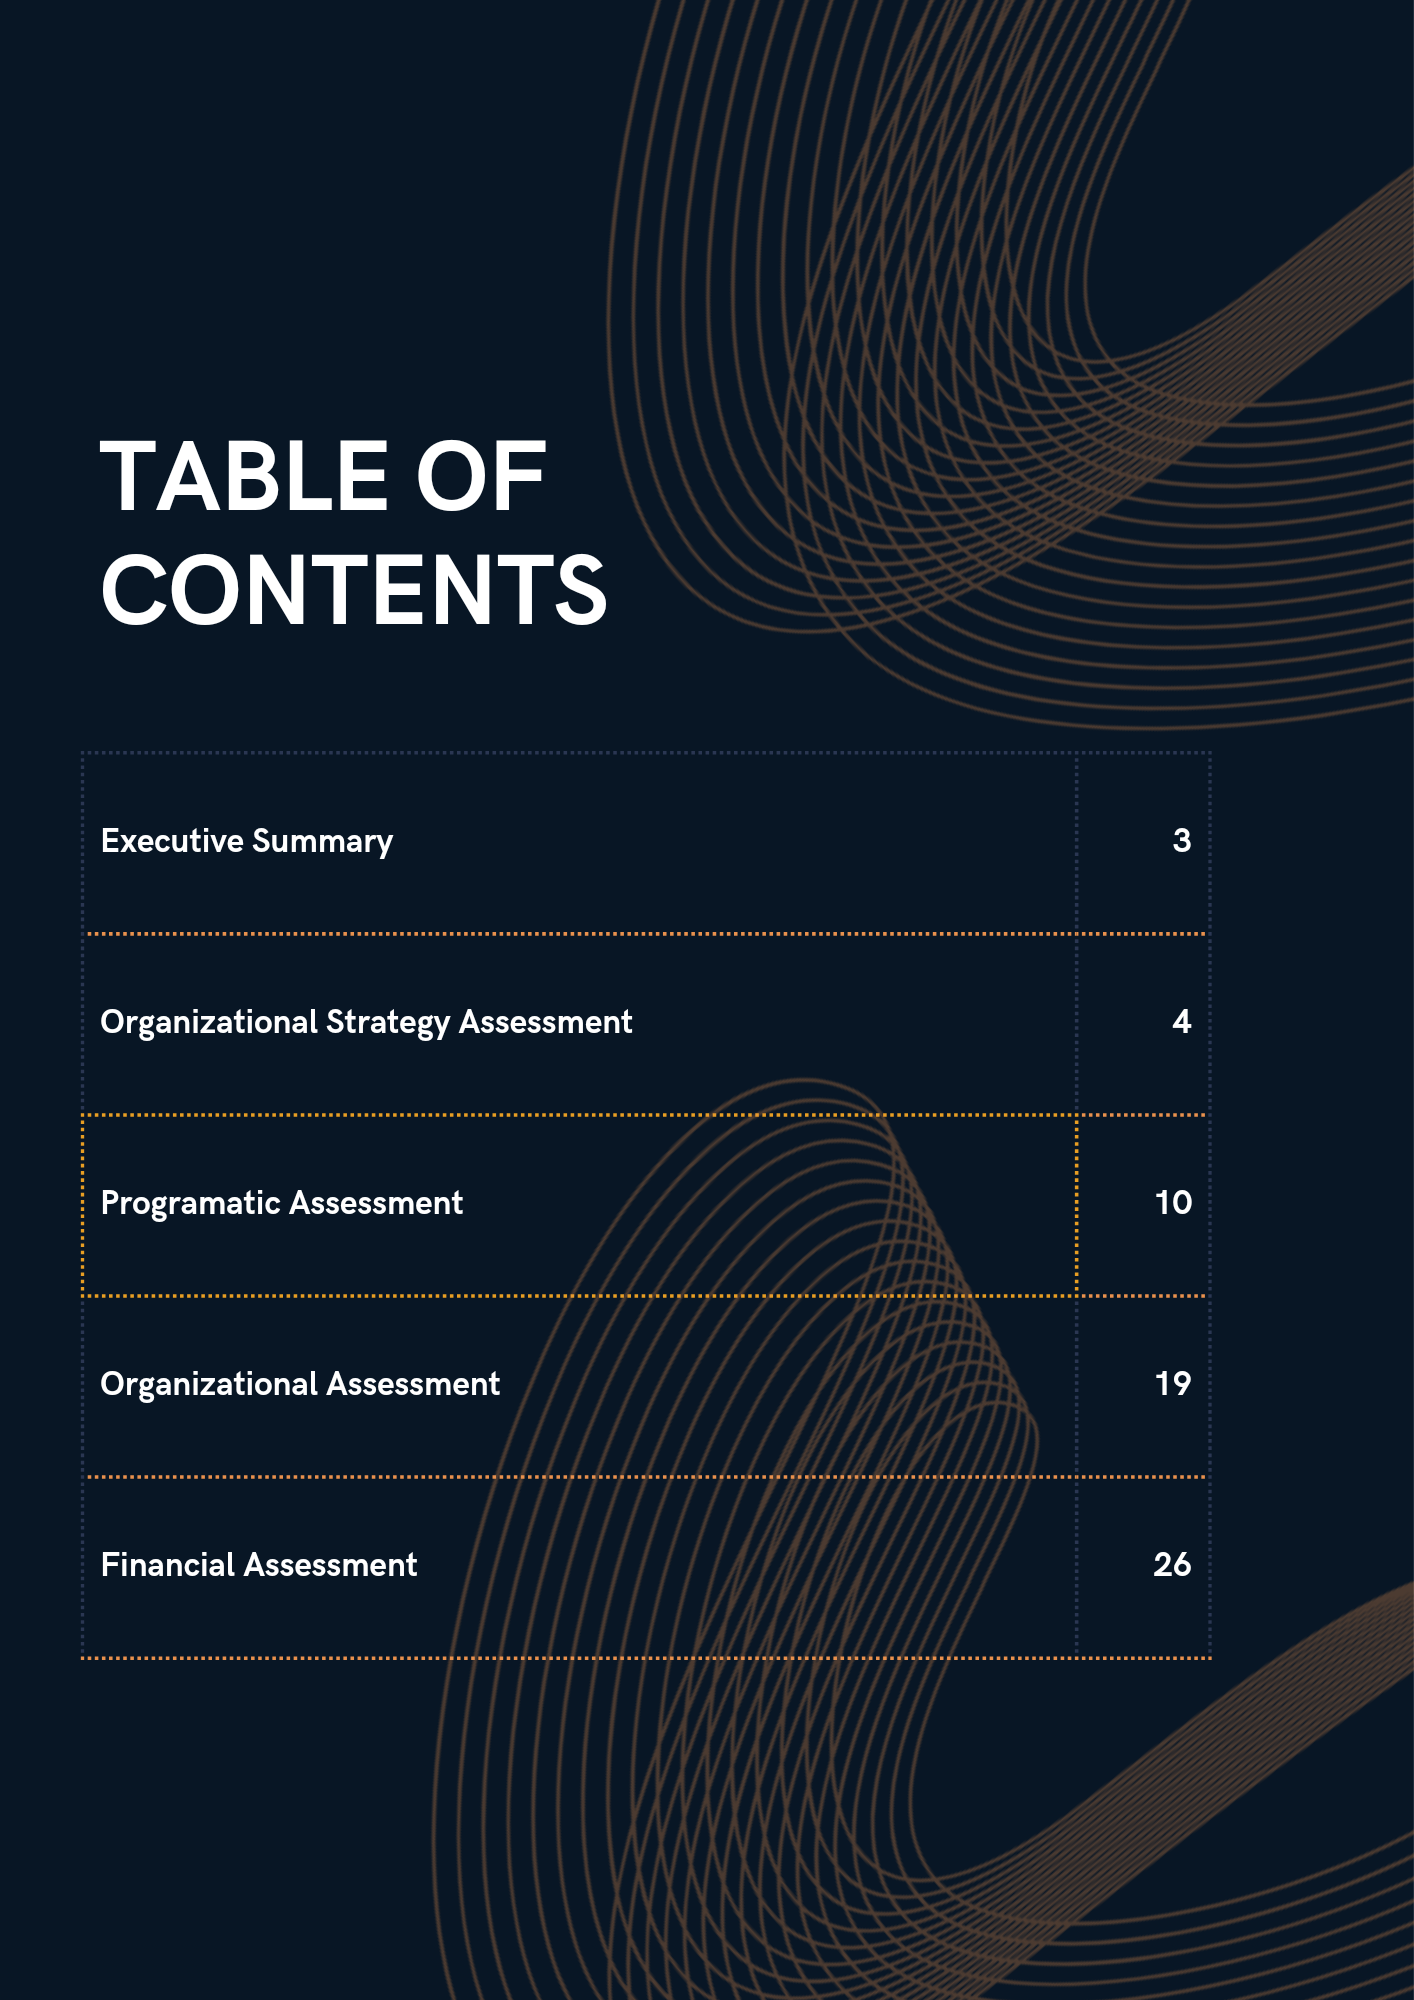 TABLE OF
CONTENTS
Executive Summary 3
Organizational Strategy Assessment 4
Programatic Assessment 10
Organizational Assessment 19
Financial Assessment 26